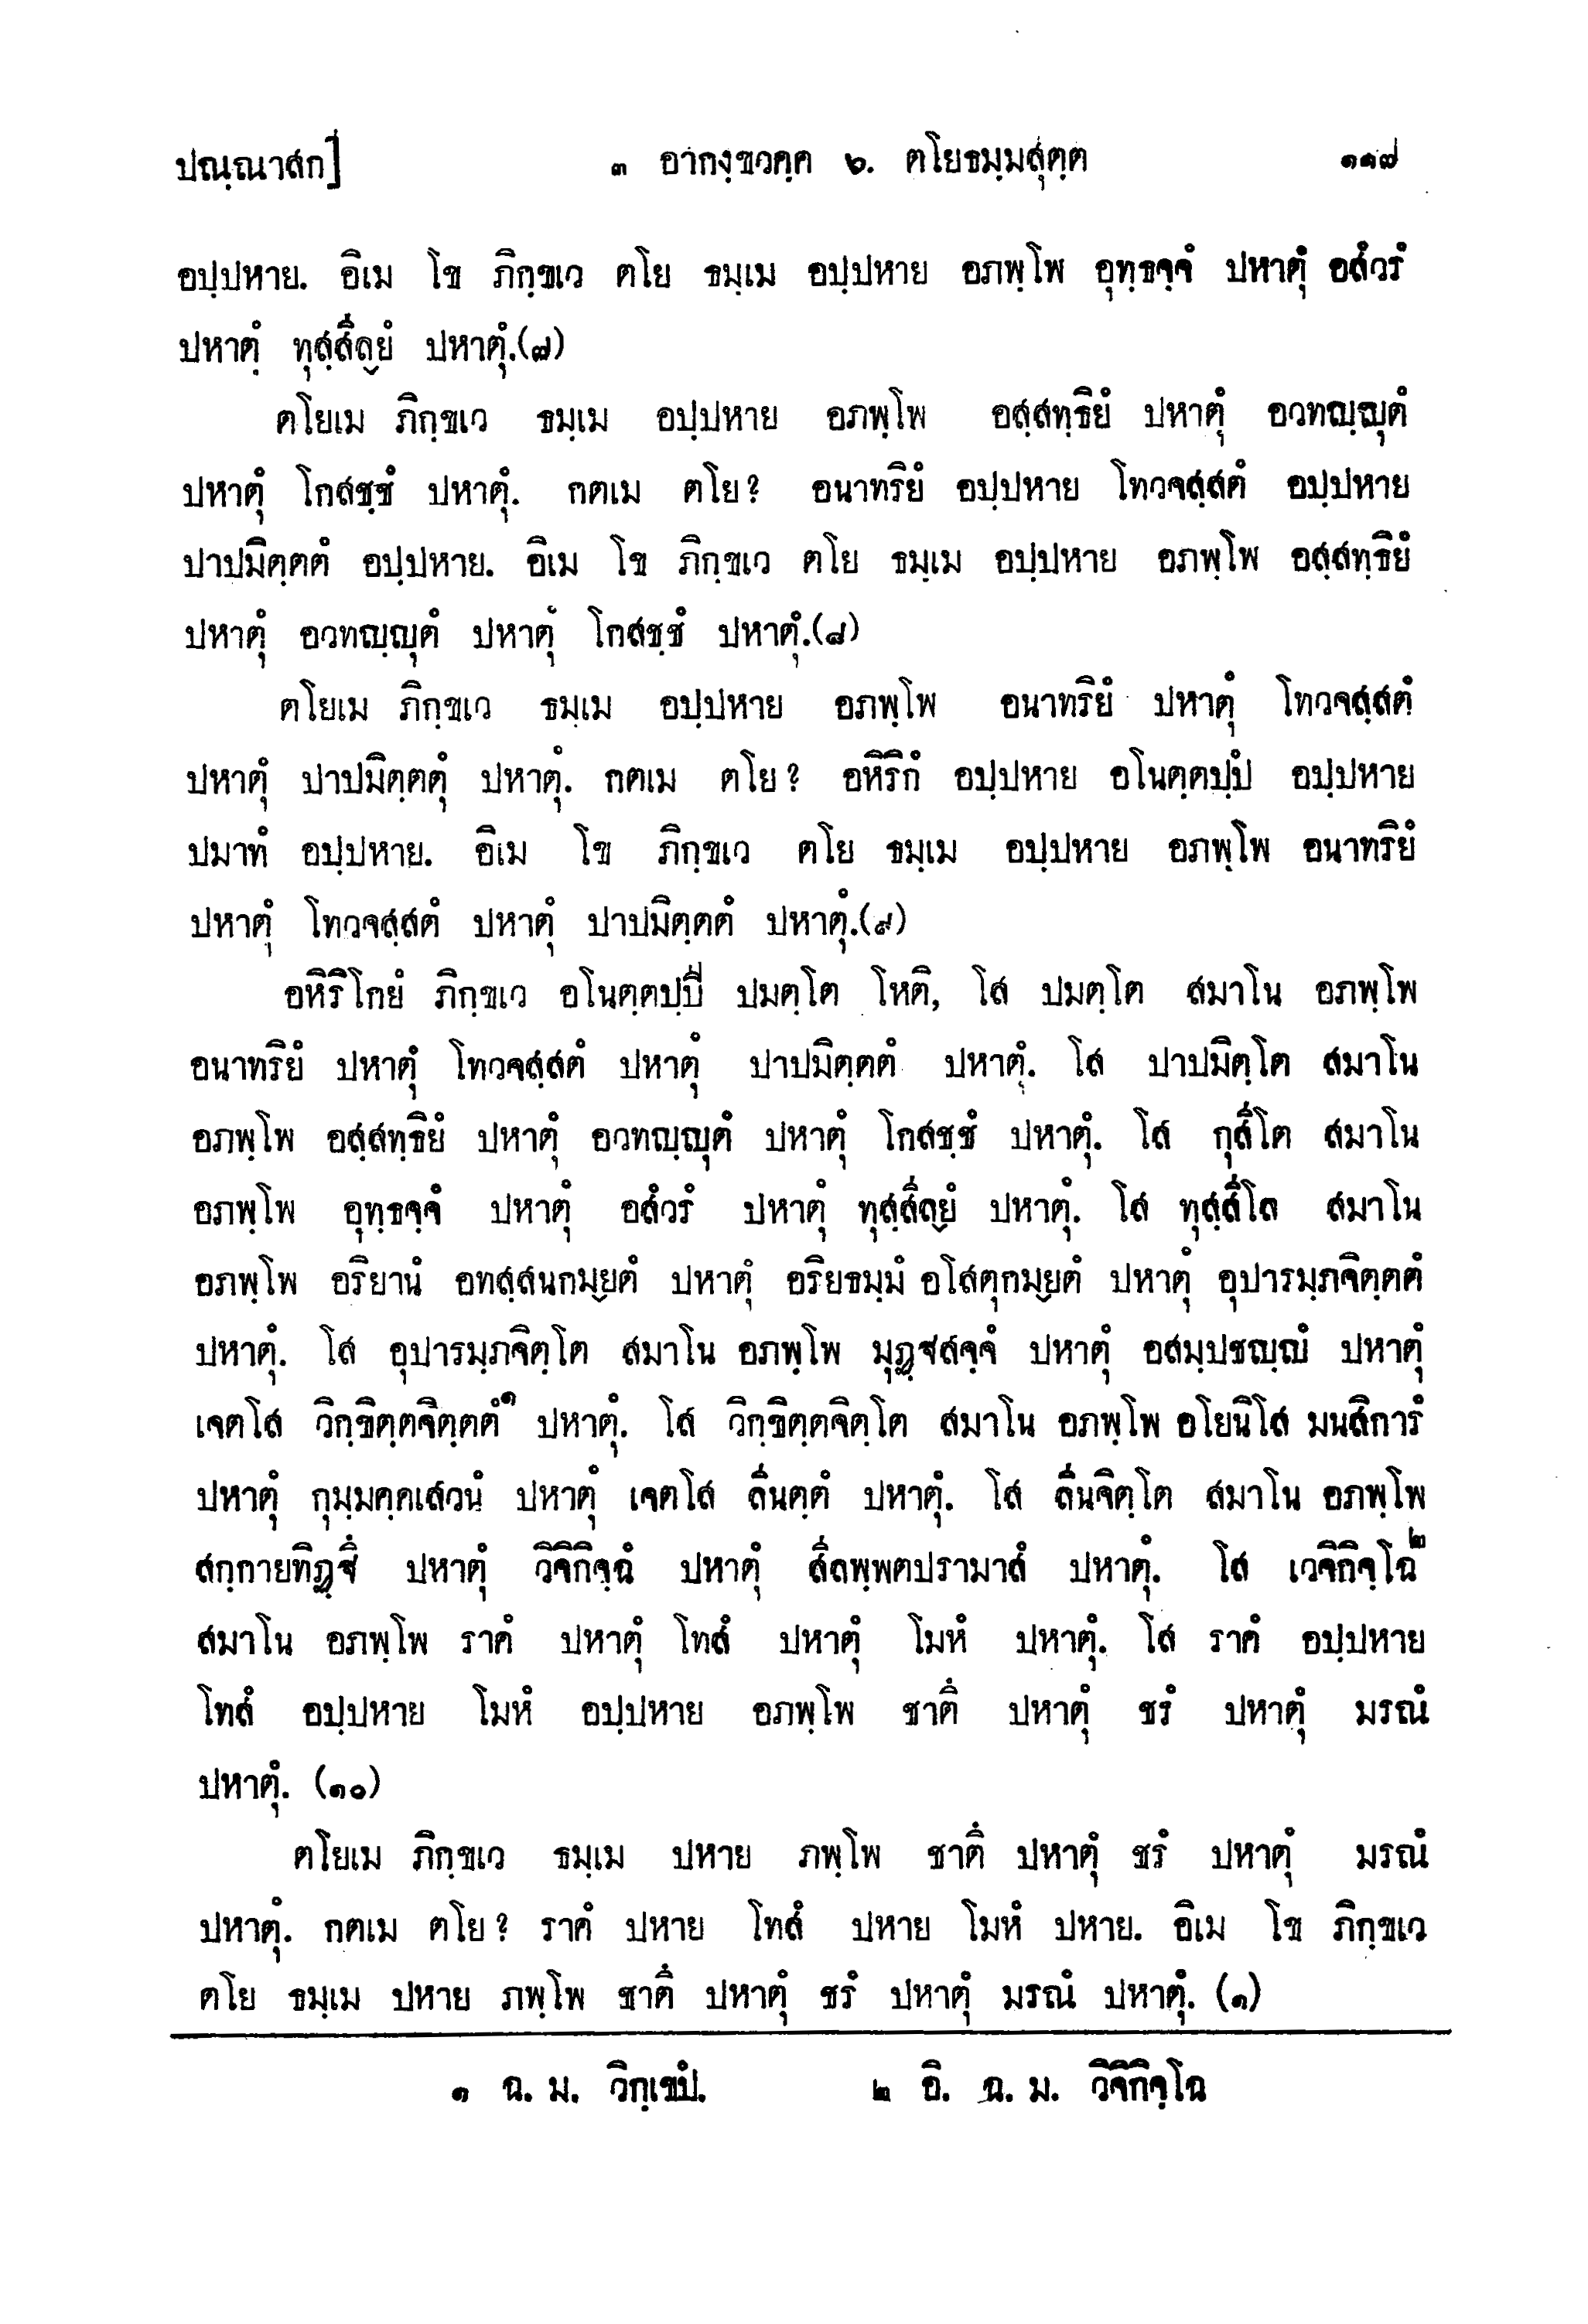 ปณฺณาสก]	๓ อากงฺขวคฺค ๖. ตโยธมฺมสุตฺต	๑๑๗
อปฺปหาย. อิเม โข ภิกฺขเว ตโย ธมฺเม อปฺปหาย อภพฺโพ อุทฺธจฺจํ ปหาตุํ อสํวรํ
ปหาตุํ ทุสฺสีลฺยํ ปหาตุํ.(๗)
ตโยเม ภิกฺขเว ธมฺเม อปฺปหาย อภพฺโพ อสฺสทฺธิยํ ปหาตุํ อวทญฺญุตํ
ปหาตุํ โกสชฺชํ ปหาตุํ. กตเม ตโย? อนาทริยํ อปฺปหาย โทวจสฺสตํ อปฺปหาย
ปาปมิตฺตตํ อปฺปหาย. อิเม โข ภิกฺขเว ตโย ธมฺเม อปฺปหาย อภพฺโพ อสฺสทฺธิยํ
ปหาตุํ อวทญฺญุตํ ปหาตุํ โกสชฺชํ ปหาตุํ.(๘)
ตโยเม ภิกฺขเว ธมฺเม อปฺปหาย อภพฺโพ อนาทริยํ ปหาตุํ โทวจสฺสตํ
ปหาตุํ ปาปมิตฺตตุํ ปหาตุํ. กตเม ตโย? อหิริกํ อปฺปหาย อโนตฺตปฺปํ อปฺปหาย
ปมาทํ อปฺปหาย. อิเม โข ภิกฺขเว ตโย ธมฺเม อปฺปหาย อภพฺโพ อนาทริยํ
ปหาตุํ โทวจสฺสตํ ปหาตุํ ปาปมิตฺตตํ ปหาตุํ.(๙)
อหิริโกยํ ภิกฺขเว อโนตฺตปฺปี ปมตฺโต โหติ, โส ปมตฺโต สมาโน อภพฺโพ
อนาทริยํ ปหาตุํ โทวจสฺสตํ ปหาตุํ ปาปมิตฺตตํ ปหาตุํ. โส ปาปมิตฺโต สมาโน
อภพฺโพ อสฺสทฺธิยํ ปหาตุํ อวทญฺญุตํ ปหาตุํ โกสชฺชํ ปหาตุํ. โส กุสีโต สมาโน
อภพฺโพ อุทฺธจฺจํ ปหาตุํ อสํวรํ ปหาตุํ ทุสฺสีลฺยํ ปหาตุํ. โส ทุสฺสีโล สมาโน
อภพฺโพ อริยานํ อทสฺสนกมฺยตํ ปหาตุํ อริยธมฺมํ อโสตุกมฺยตํ ปหาตุํ อุปารมฺภจิตฺตตํ
ปหาตุํ. โส อุปารมฺภจิตฺโต สมาโน อภพฺโพ มุฏฺฐสจฺจํ ปหาตุํ อสมฺปชญฺญํ ปหาตุํ
เจตโส วิกฺขิตฺตจิตฺตตํ๑ ปหาตุํ. โส วิกฺขิตฺตจิตฺโต สมาโน อภพฺโพ อโยนิโส มนสิการํ
ปหาตุํ กุมฺมคฺคเสวนํ ปหาตุํ เจตโส ลีนตฺตํ ปหาตุํ. โส ลีนจิตฺโต สมาโน อภพฺโพ
สกฺกายทิฏฺฐึ ปหาตุํ วิจิกิจฺฉํ ปหาตุํ สีลพฺพตปรามาสํ ปหาตุํ. โส เวจิกิจฺโฉ๒
สมาโน อภพฺโพ ราคํ ปหาตุํ โทสํ ปหาตุํ โมหํ ปหาตุํ. โส ราคํ อปฺปหาย
โทสํ อปฺปหาย โมหํ อปฺปหาย อภพฺโพ ชาตึ ปหาตุํ ชรํ ปหาตุํ มรณํ
ปหาตุํ. (๑๐)
ตโยเม ภิกฺขเว ธมฺเม ปหาย ภพฺโพ ชาตึ ปหาตุํ ชรํ ปหาตุํ มรณํ
ปหาตุํ. กตเม ตโย? ราคํ ปหาย โทสํ ปหาย โมหํ ปหาย. อิเม โข ภิกฺขเว
ตโย ธมฺเม ปหาย ภพฺโพ ชาตึ ปหาตุํ ชรํ ปหาตุํ มรณํ ปหาตุํ. (๑)
๑ ฉ. ม. วิกฺเขปํ.	๒ อิ. ฉ. ม. วิจิกิจฺโฉ